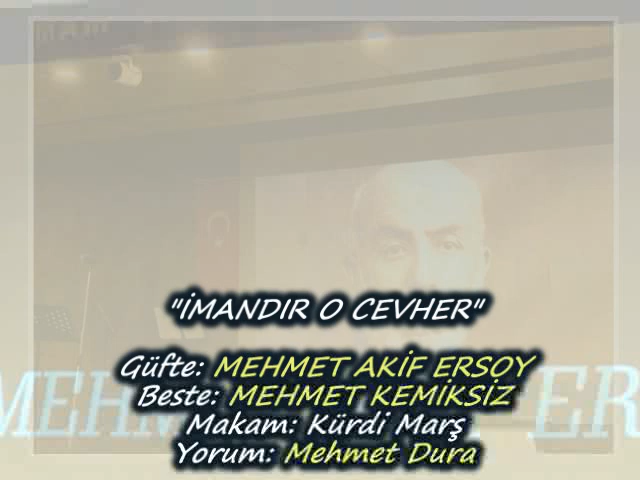 "İMANDIR O CEVHER"
Güfte: MEHMET AKİF ERSOY
Beste: MEHMET KEMİKSİZ
Makam: Kürdi Marş
Yorum: Mehmet Dura